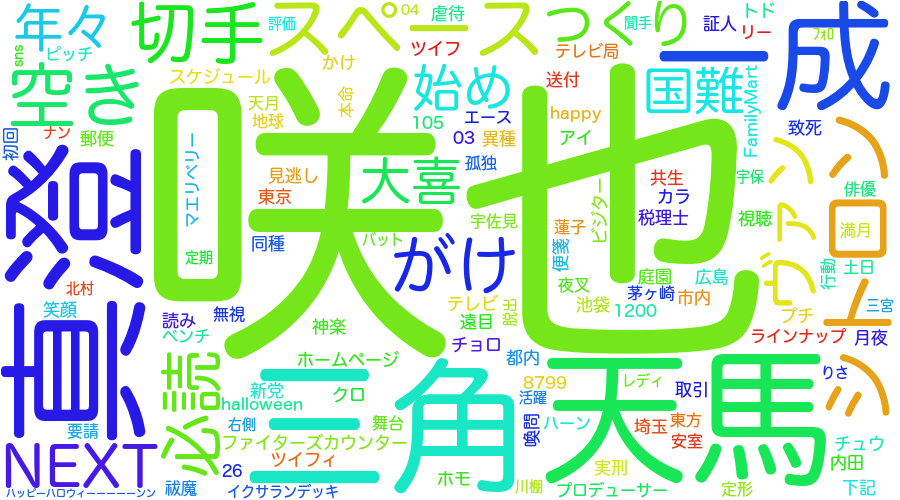 年々
切手
スペース
つくり
一成
04
虐待
評価
聞手
証人
トド
リー
フォロ
sns
ピッチ
ツイフ
テレビ局
空き
スケジュール
かけ
始め
送付
国難
FamilyMart
天月
地球
本命
105
エース
happy
03
異種
アイ
致死
初回
ナン
郵便
咲也
真澄
マエリベリー
見逃し
東京
大喜
孤独
共生
カラ
宇保
俳優
ヴァン
シトロン
満月
ビジター
税理士
視聴
宇佐見
蓮子
同種
定期
バット
がけ
便箋
北村
笑顔
読み
無視
ベンチ
神楽
テレビ
遠目
脱出
チョロ
夜叉
池袋
庭園
茅ヶ崎
1200
広島
市内
行動
土日
プチ
三宮
ラインナップ
月夜
必読
ホームページ
都内
りさ
新党
クロ
halloween
三角
8799
活躍
レディ
取引
天馬
NEXT
要請
右側
舞台
ファイターズカウンター
喚問
ハーン
埼玉
東方
安室
チュウ
26
ツイフィ
ホモ
実刑
内田
祓魔
イクサランデッキ
川棚
プロデューサー
定形
下記
ハッピーハロウィーーーーーンン